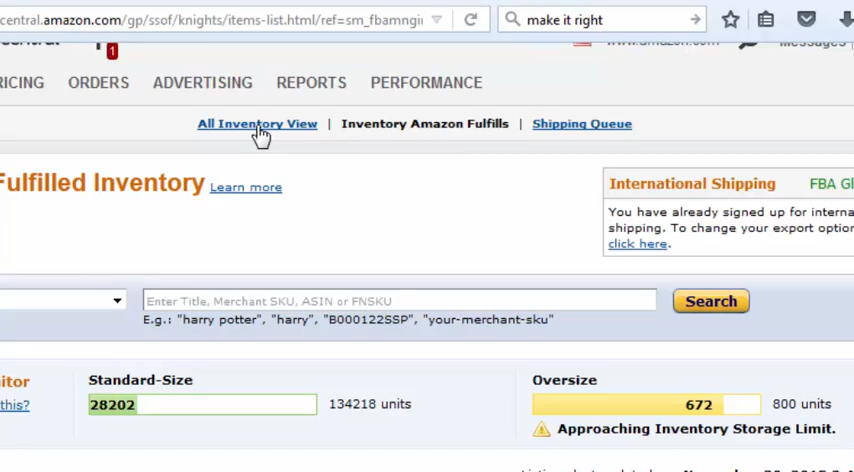 central.amazon.com/gp/ssof/knights/items-list.html/ref=sm_fbamngin
make it right
1
www.amazon.com
Messages
RICING ORDERS ADVERTISING REPORTS PERFORMANCE
All Inventory View | Inventory Amazon Fulfills | Shipping Queue
Fulfilled Inventory Learn more
International Shipping FBA Gl
You have already signed up for interna
shipping. To change your export option
click here.
Enter Title, Merchant SKU, ASIN or FNSKU
Search
E.g.: "harry potter", "harry", "B000122SSP", "your-merchant-sku"
itor
this?
Standard-Size
28202 134218 units
Oversize
672 800 units
Approaching Inventory Storage Limit.